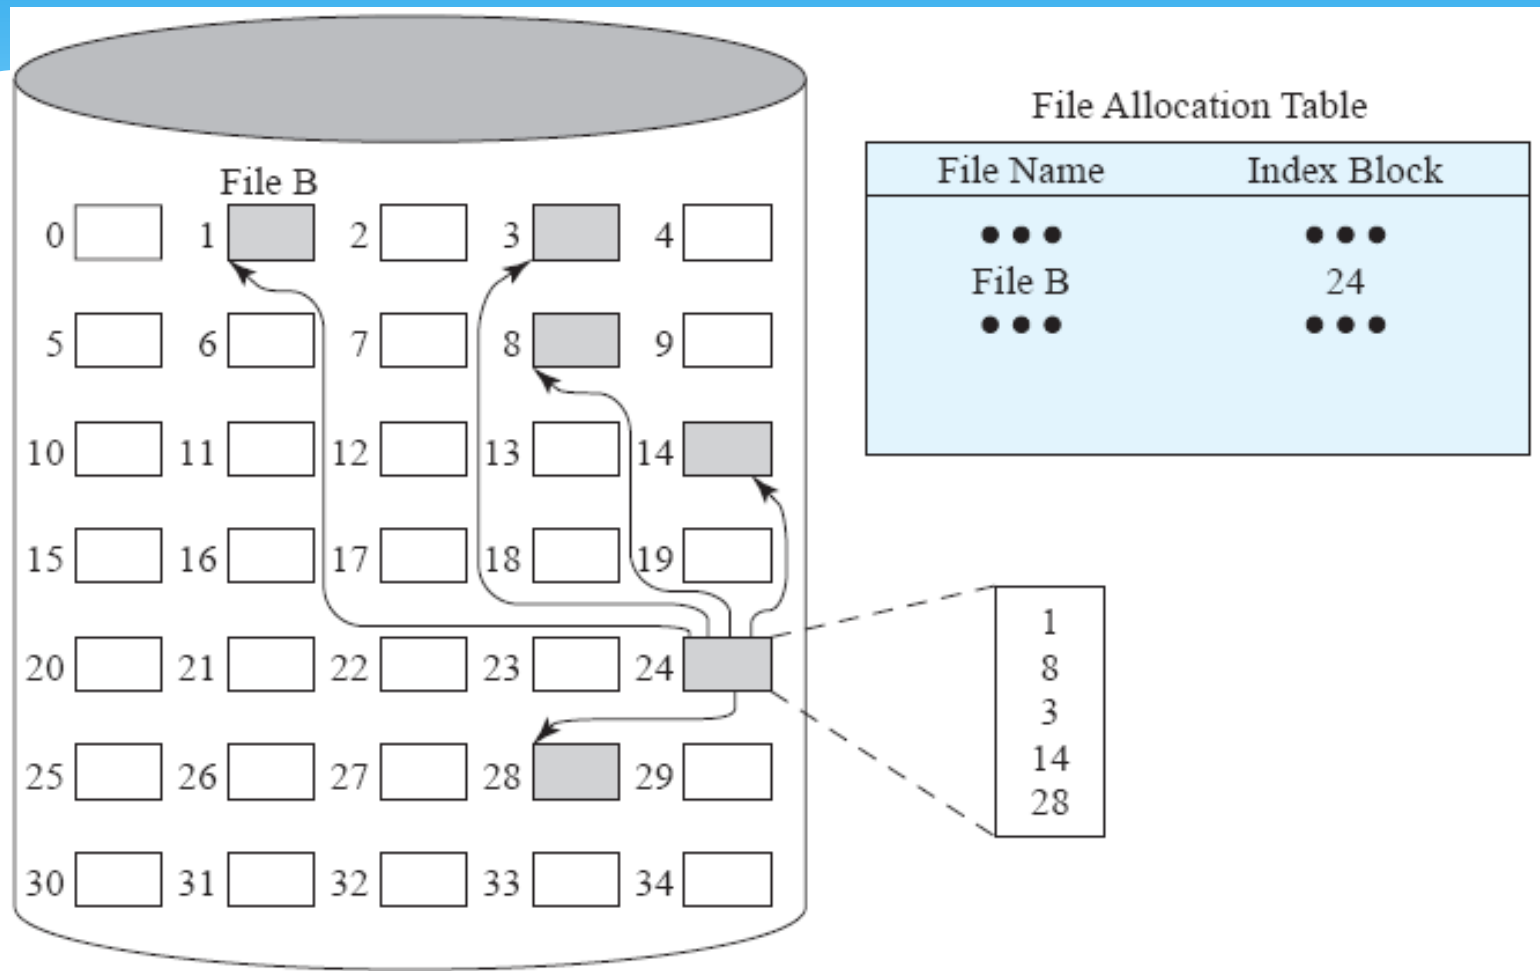 File B
0 1 2 3 4
5 6 7 8 9
10 11 12 13 14
15 16 17 18 19
20 21 22 23 24
25 26 27 28 29
30 31 32 33 34
File Allocation Table
File Name Index Block
••• •••
File B 24
••• •••
1
8
3
14
28